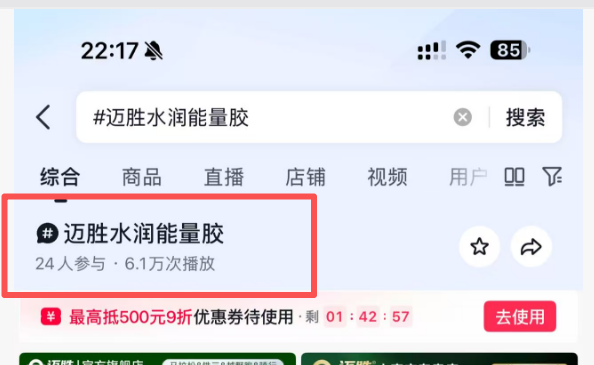 22:17
85
#迈胜水润能量胶
搜索
综合 商品 直播 店铺 视频 用户
# 迈胜水润能量胶
24人参与 · 6.1万次播放
¥ 最高抵500元9折优惠券待使用 · 剩 01 : 42 : 57 去使用